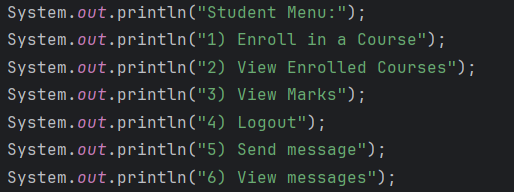 System.out.println("Student Menu:");
System.out.println("1) Enroll in a Course");
System.out.println("2) View Enrolled Courses");
System.out.println("3) View Marks");
System.out.println("4) Logout");
System.out.println("5) Send message");
System.out.println("6) View messages");